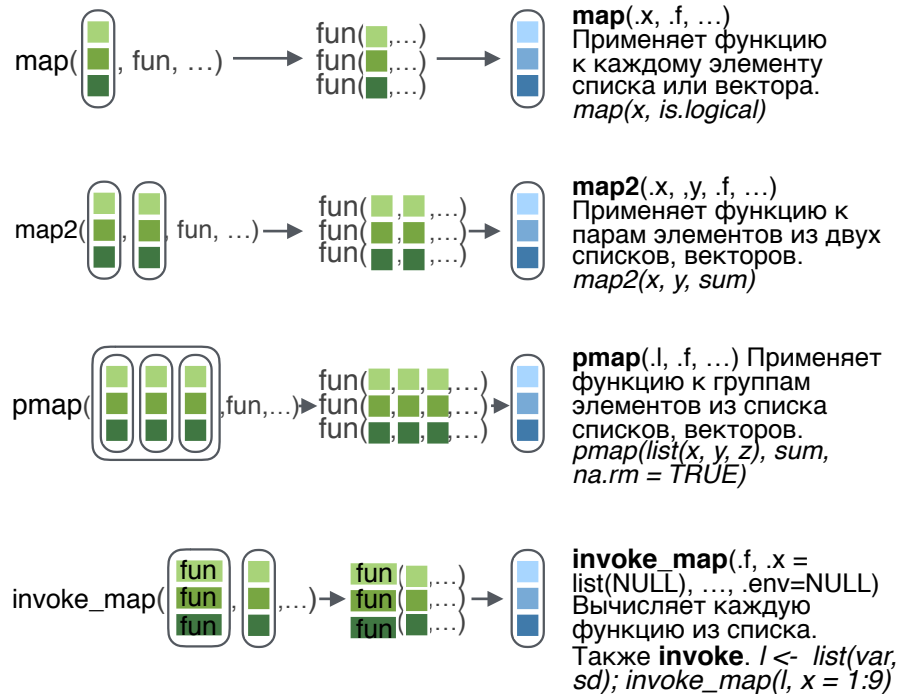 map( , fun, …)
fun( ,…)
fun( ,…)
fun( ,…)
map(.x, .f, …)
Применяет функцию
к каждому элементу
списка или вектора.
map(x, is.logical)
map2( , , fun, …)
fun( , ,…)
fun( , ,…)
fun( , ,…)
map2(.x, ,y, .f, …)
Применяет функцию к
парам элементов из двух
списков, векторов.
map2(x, y, sum)
pmap( ,fun,…)
fun( , , ,…)
fun( , , ,…)
fun( , , ,…)
pmap(.l, .f, …) Применяет
функцию к группам
элементов из списка
списков, векторов.
pmap(list(x, y, z), sum,
na.rm = TRUE)
invoke_map( , ,…)
fun
fun
fun
fun( ,…)
fun( ,…)
fun( ,…)
invoke_map(.f, .x =
list(NULL), …, .env=NULL)
Вычисляет каждую
функцию из списка.
Также invoke. l <- list(var,
sd); invoke_map(l, x = 1:9)